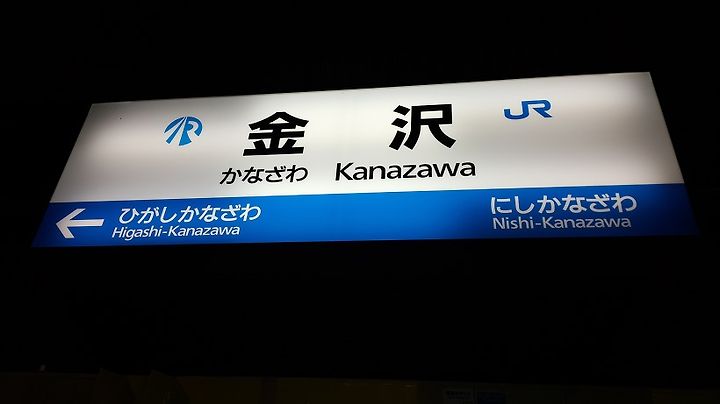 金沢
JR
かなざわ Kanazawa
← ひがしかなざわ
Higashi-Kanazawa
にしかなざわ
Nishi-Kanazawa